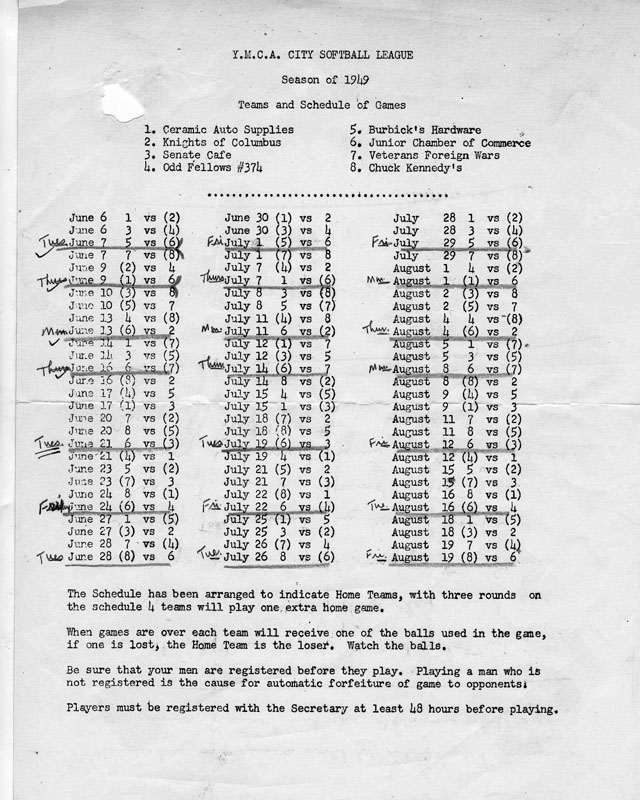 Y.M.C.A. CITY SOFTBALL LEAGUE
Season of 1949
Teams and Schedule of Games
1. Ceramic Auto Supplies
2. Knights of Columbus
3. Senate Cafe
4. Odd Fellows #374
5. Burbick's Hardware
6. Junior Chamber of Commerce
7. Veterans Foreign Wars
8. Chuck Kennedy's
June 6 1 vs (2)
June 6 3 vs (4)
Tues. June 7 5 vs (6)
June 7 7 vs (8)
June 9 (2) vs 4
Thurs June 9 (1) vs 6
June 10 (3) vs 8
June 10 (5) vs 7
June 13 4 vs (8)
Mon June 13 (6) vs 2
June 14 1 vs (7)
June 14 3 vs (5)
Thurs June 16 6 vs (7)
June 16 (8) vs 2
June 17 (4) vs 5
June 17 (1) vs 3
June 20 7 vs (2)
June 20 8 vs (5)
Tues. June 21 6 vs (3)
June 21 (4) vs 1
June 23 5 vs (2)
June 23 (7) vs 3
June 24 8 vs (1)
Friday June 24 (6) vs 4
June 27 1 vs (5)
June 27 (3) vs 2
June 28 7 vs (4)
Tues June 28 (8) vs 6
June 30 (1) vs 2
June 30 (3) vs 4
Fri July 1 (5) vs 6
July 1 (7) vs 8
July 7 (4) vs 2
Thurs July 7 1 vs (6)
July 8 3 vs (8)
July 8 5 vs (7)
July 11 (4) vs 8
Mon July 11 6 vs (2)
July 12 (1) vs 7
July 12 (3) vs 5
Thurs July 14 (6) vs 7
July 14 8 vs (2)
July 15 4 vs (5)
July 15 1 vs (3)
July 18 (7) vs 2
July 18 (8) vs 5
Tues July 19 (6) vs 3
July 19 4 vs (1)
July 21 (5) vs 2
July 21 7 vs (3)
July 22 (8) vs 1
Fri July 22 6 vs (4)
July 25 (1) vs 5
July 25 3 vs (2)
July 26 (7) vs 4
Tue. July 26 8 vs (6)
July 28 1 vs (2)
July 28 3 vs (4)
Fri July 29 5 vs (6)
July 29 7 vs (8)
August 1 4 vs (2)
Mon August 1 (1) vs 6
August 2 (3) vs 8
August 2 (5) vs 7
August 4 4 vs (8)
Thur. August 4 (6) vs 2
August 5 1 vs (7)
August 5 3 vs (5)
Mon August 8 6 vs (7)
August 8 (8) vs 2
August 9 (4) vs 5
August 9 (1) vs 3
August 11 7 vs (2)
August 11 8 vs (5)
Fri August 12 6 vs (3)
August 12 (4) vs 1
August 15 5 vs (2)
August 15 (7) vs 3
August 16 8 vs (1)
Tue August 16 (6) vs 4
August 18 1 vs (5)
August 18 (3) vs 2
August 19 7 vs (4)
Fri. August 19 (8) vs 6
The Schedule has been arranged to indicate Home Teams, with three rounds on
the schedule 4 teams will play one extra home game.
When games are over each team will receive one of the balls used in the game,
if one is lost, the Home Team is the loser. Watch the balls.
Be sure that your men are registered before they play. Playing a man who is
not registered is the cause for automatic forfeiture of game to opponents.
Players must be registered with the Secretary at least 48 hours before playing.